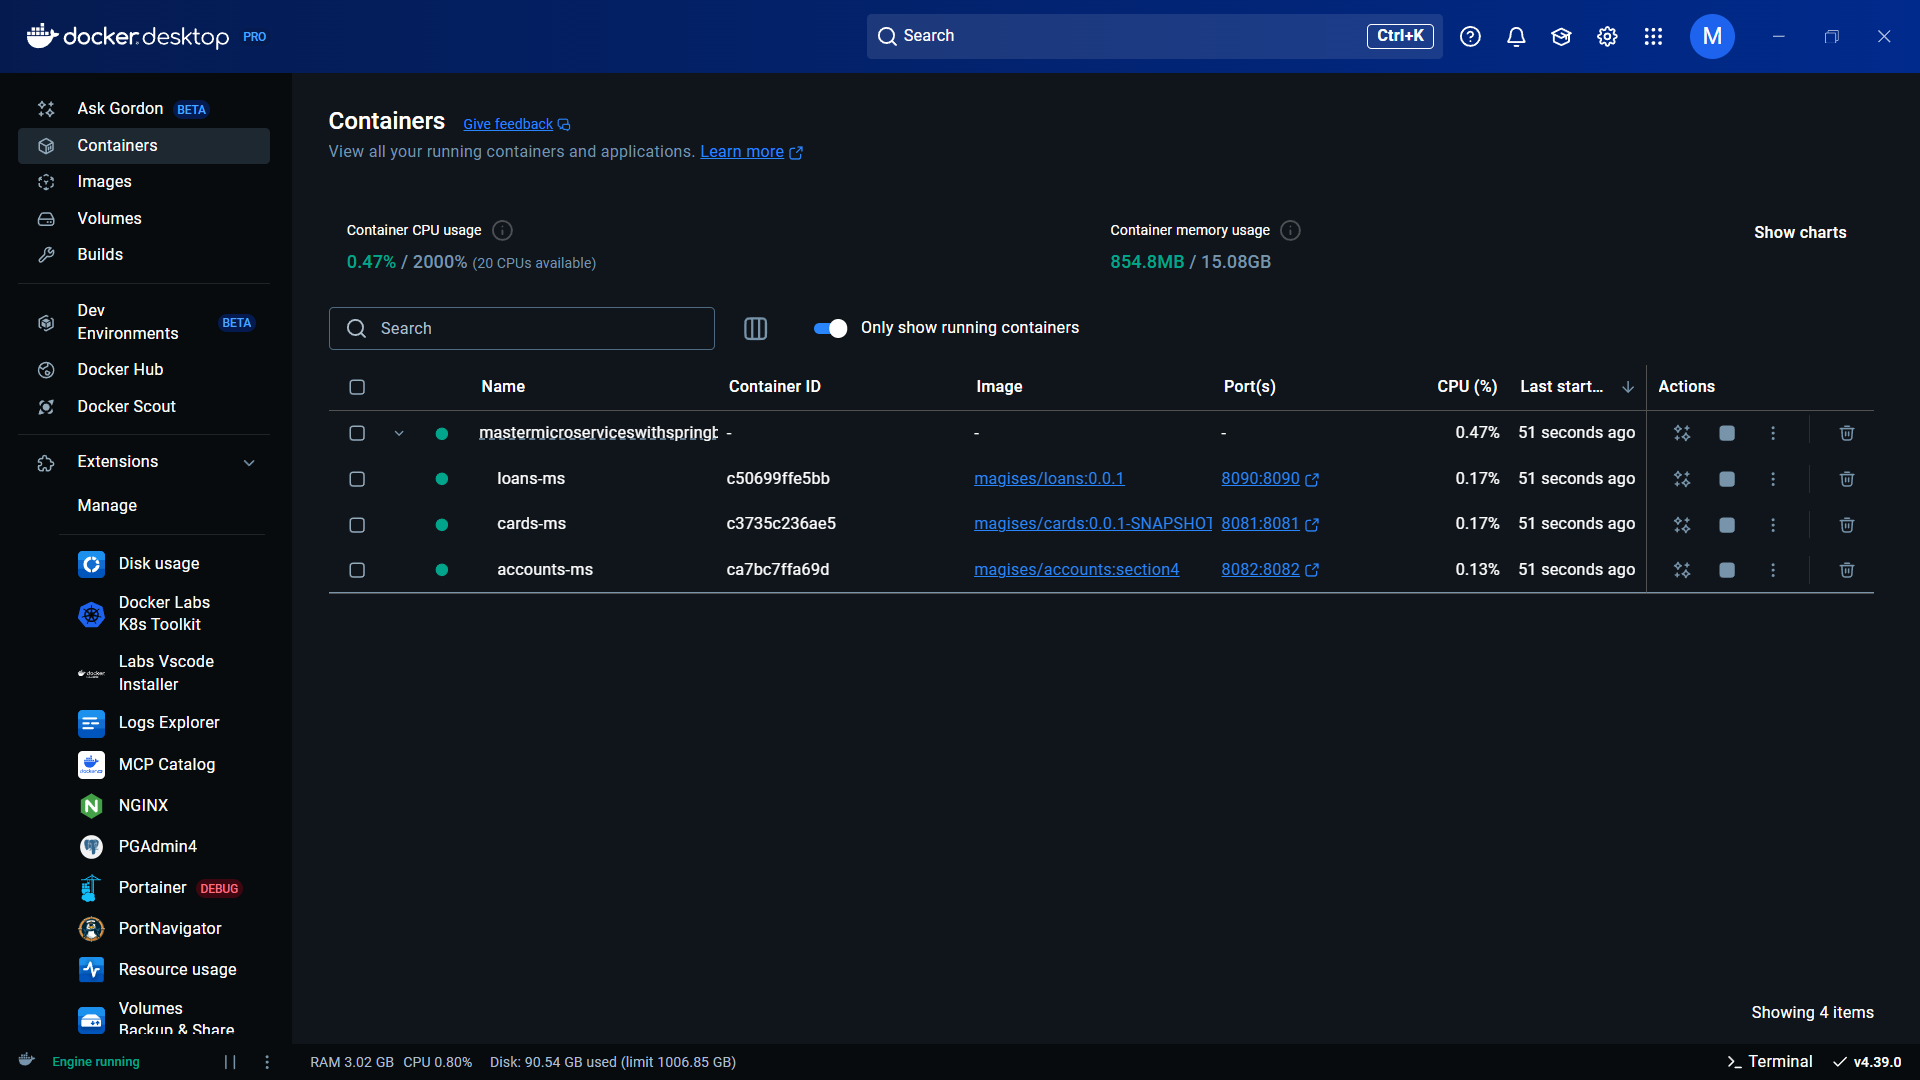 docker.desktop PRO
Search
Ctrl+K
M
Ask Gordon BETA
Containers
Images
Volumes
Builds
Dev
Environments
BETA
Docker Hub
Docker Scout
Extensions
Manage
Disk usage
Docker Labs
K8s Toolkit
Labs Vscode
Installer
Logs Explorer
MCP Catalog
NGINX
PGAdmin4
Portainer DEBUG
PortNavigator
Resource usage
Volumes
Backup & Share
Containers Give feedback
View all your running containers and applications. Learn more
Container CPU usage
0.47% / 2000% (20 CPUs available)
Container memory usage
854.8MB / 15.08GB
Show charts
Search
Only show running containers
Name Container ID Image Port(s) CPU (%) Last start... Actions
mastermicroserviceswithspringb - - - 0.47% 51 seconds ago
loans-ms c50699ffe5bb magises/loans:0.0.1 8090:8090 0.17% 51 seconds ago
cards-ms c3735c236ae5 magises/cards:0.0.1-SNAPSHOT 8081:8081 0.17% 51 seconds ago
accounts-ms ca7bc7ffa69d magises/accounts:section4 8082:8082 0.13% 51 seconds ago
Showing 4 items
Engine running
RAM 3.02 GB CPU 0.80% Disk: 90.54 GB used (limit 1006.85 GB)
Terminal
v4.39.0